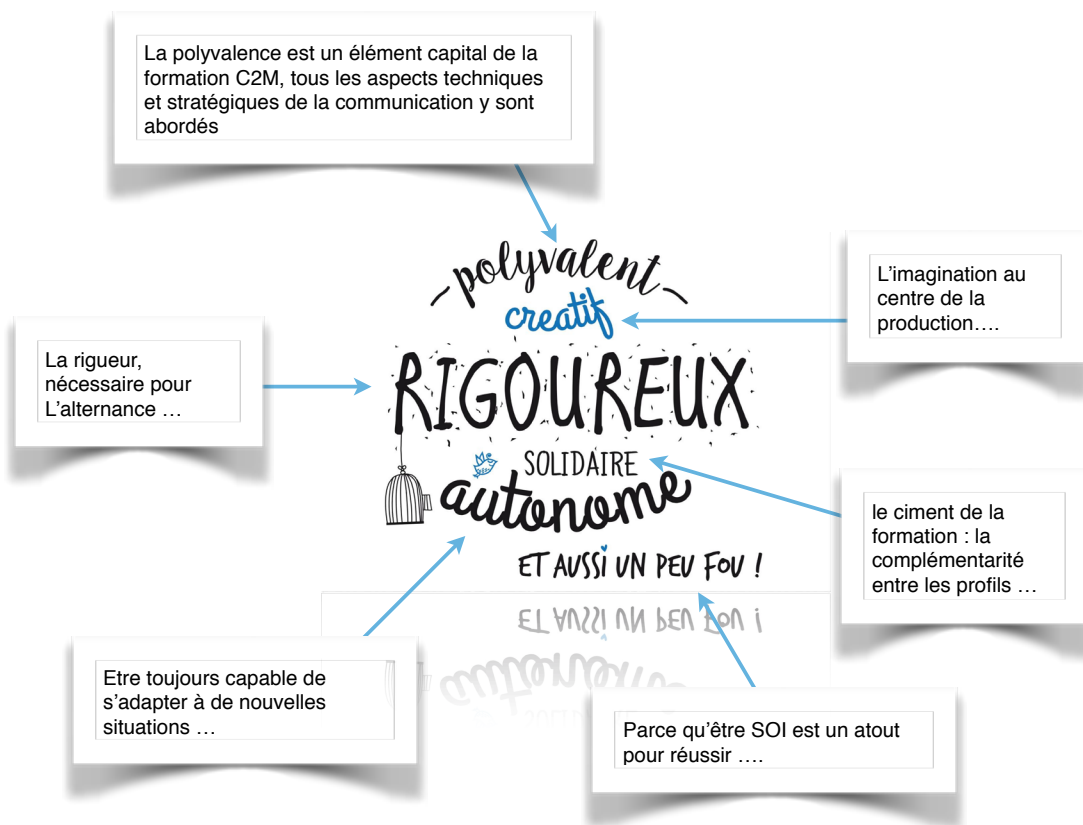 La polyvalence est un élément capital de la
formation C2M, tous les aspects techniques
et stratégiques de la communication y sont
abordés
polyvalent
creatif
L'imagination au
centre de la
production….
RIGOUREUX
La rigueur,
nécessaire pour
L'alternance …
SOLIDAIRE
autonome
le ciment de la
formation : la
complémentarité
entre les profils …
ET AUSSi UN PEU FOU !
Etre toujours capable de
s'adapter à de nouvelles
situations …
Parce qu'être SOI est un atout
pour réussir ….